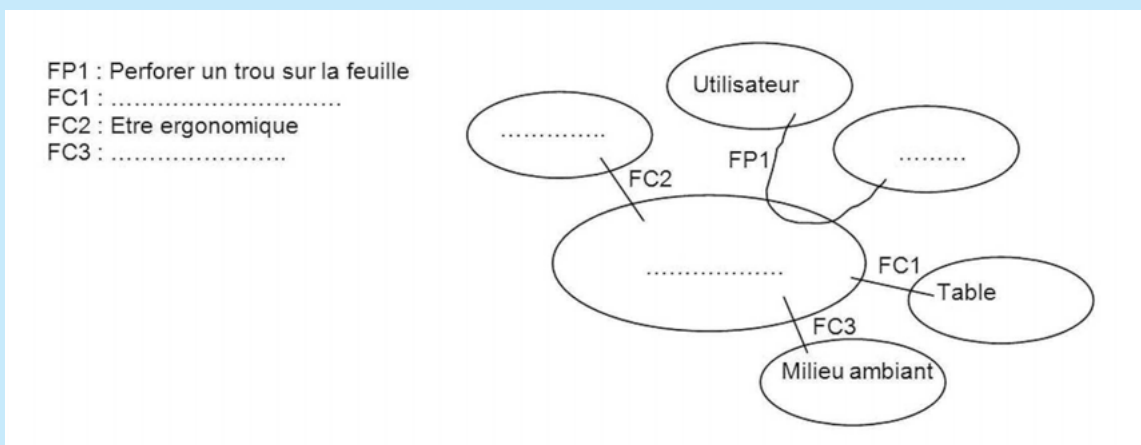 FP1 : Perforer un trou sur la feuille
FC1 : ................................
FC2 : Etre ergonomique
FC3 : ........................
Utilisateur
..............
.........
FP1
FC2
..................
FC1
Table
FC3
Milieu ambiant